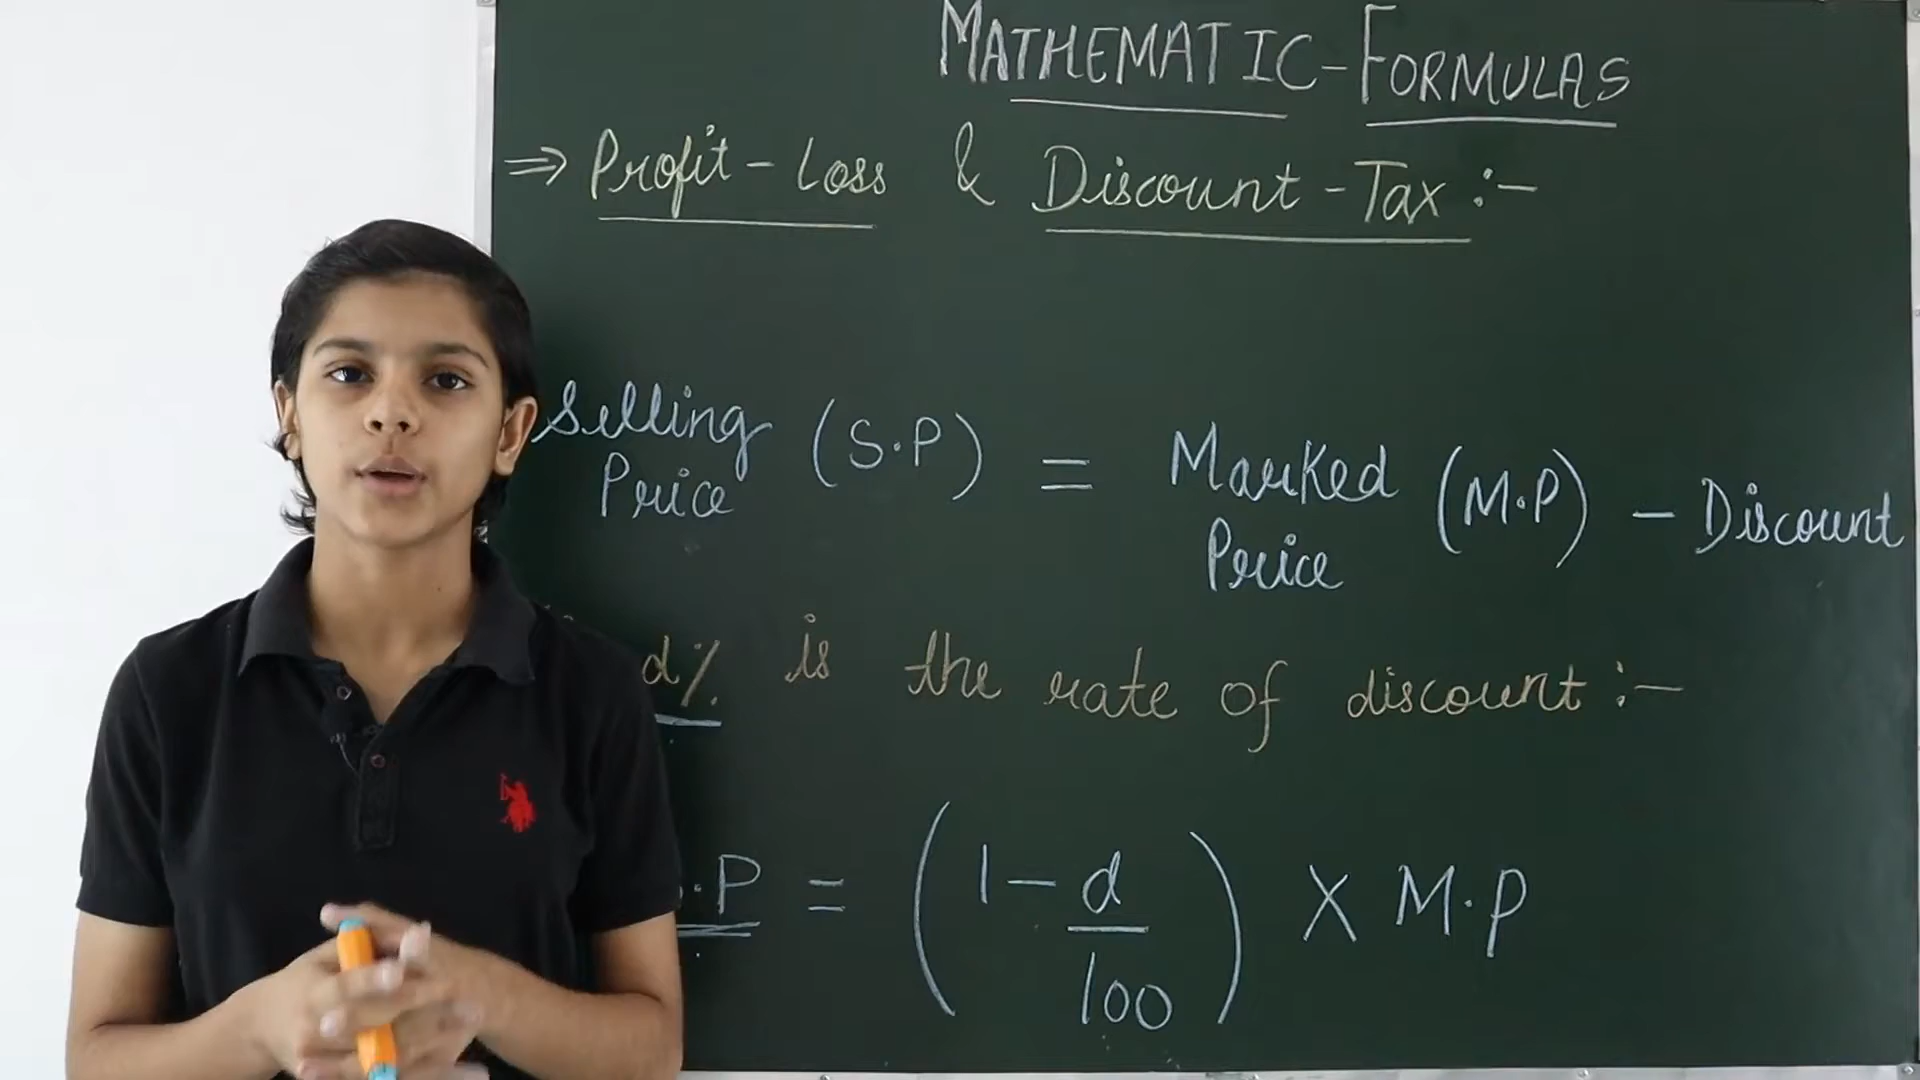 MATHEMATIC-FORMULAS
⇒ Profit - Loss & Discount - Tax :-
Selling Price (S.P) = Marked Price (M.P) - Discount
d% is the rate of discount :-
.P = (1 - d/100) X M.P